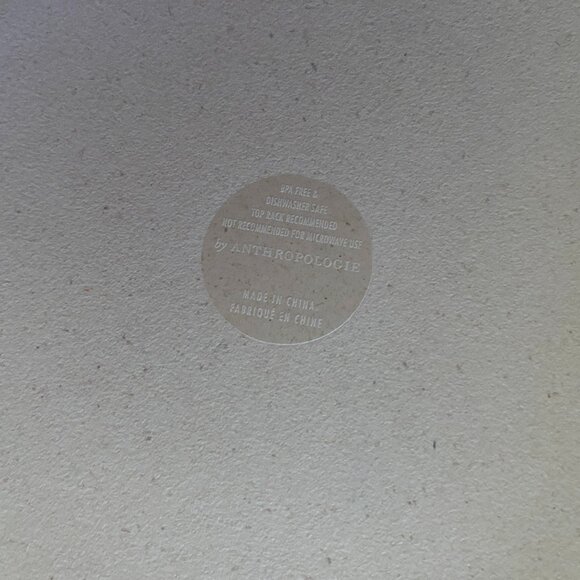 BPA FREE &
DISHWASHER SAFE
TOP RACK RECOMMENDED
NOT RECOMMENDED FOR MICROWAVE USE
by ANTHROPOLOGIE
MADE IN CHINA
FABRIQUÉ EN CHINE